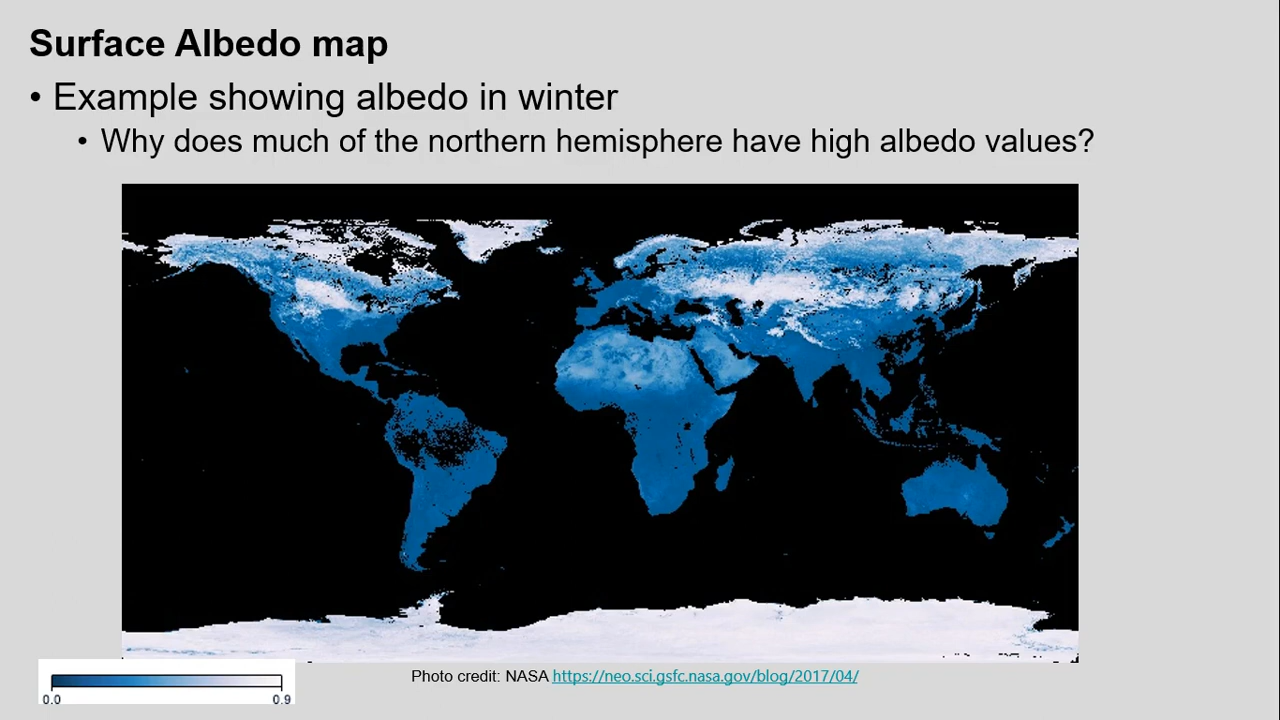 Surface Albedo map
• Example showing albedo in winter
• Why does much of the northern hemisphere have high albedo values?
0.0 0.9
Photo credit: NASA https://neo.sci.gsfc.nasa.gov/blog/2017/04/